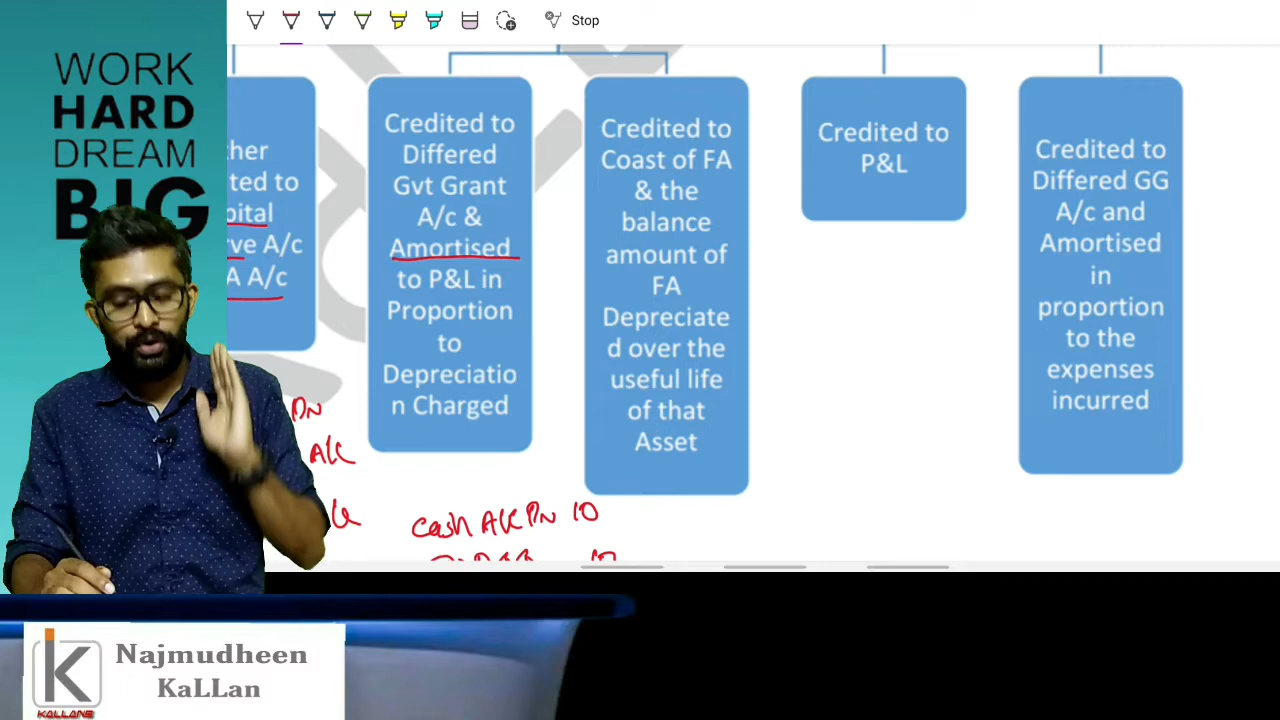 Stop
WORK
HARD
DREAM
BIG
her
ted to
pital
ve A/c
A A/c
Credited to
Differed
Gvt Grant
A/c &
Amortised
to P&L in
Proportion
to
Depreciatio
n Charged
Credited to
Coast of FA
& the
balance
amount of
FA
Depreciate
d over the
useful life
of that
Asset
Credited to
P&L
Credited to
Differed GG
A/c and
Amortised
in
proportion
to the
expenses
incurred
Dr
A/c
Cash A/c Dr 10
Najmudheen
KaLLan
K
KALLANS